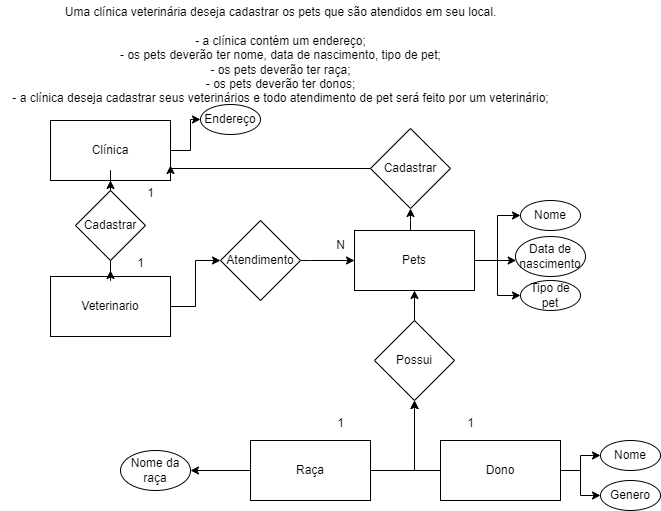 Uma clínica veterinária deseja cadastrar os pets que são atendidos em seu local.
- a clínica contém um endereço;
- os pets deverão ter nome, data de nascimento, tipo de pet;
- os pets deverão ter raça;
- os pets deverão ter donos;
- a clínica deseja cadastrar seus veterinários e todo atendimento de pet será feito por um veterinário;
Endereço
Clínica
Cadastrar
1
Cadastrar
Nome
N
Data de
nascimento
1
Atendimento
Pets
Tipo de
pet
Veterinario
Possui
1
1
Nome
Nome da
raça
Raça
Dono
Genero